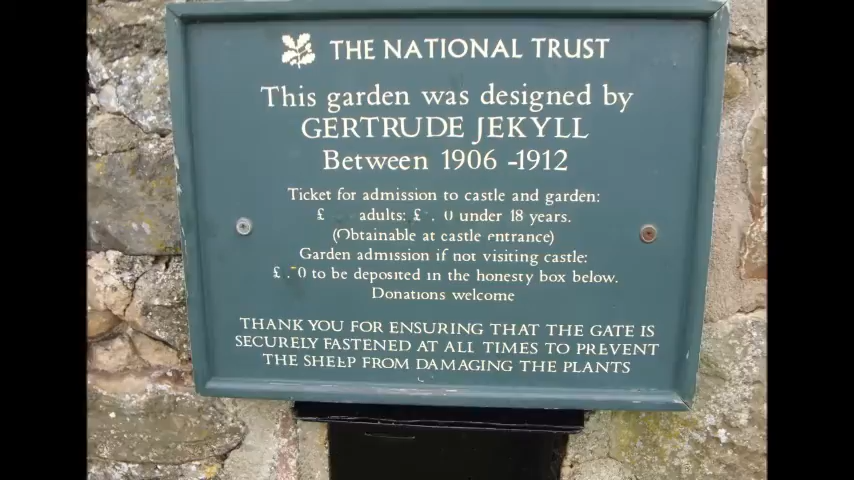 THE NATIONAL TRUST
This garden was designed by
GERTRUDE JEKYLL
Between 1906 -1912
Ticket for admission to castle and garden:
£ adults: £ . 0 under 18 years.
(Obtainable at castle entrance)
Garden admission if not visiting castle:
£ . 0 to be deposited in the honesty box below.
Donations welcome
THANK YOU FOR ENSURING THAT THE GATE IS
SECURELY FASTENED AT ALL TIMES TO PREVENT
THE SHEEP FROM DAMAGING THE PLANTS